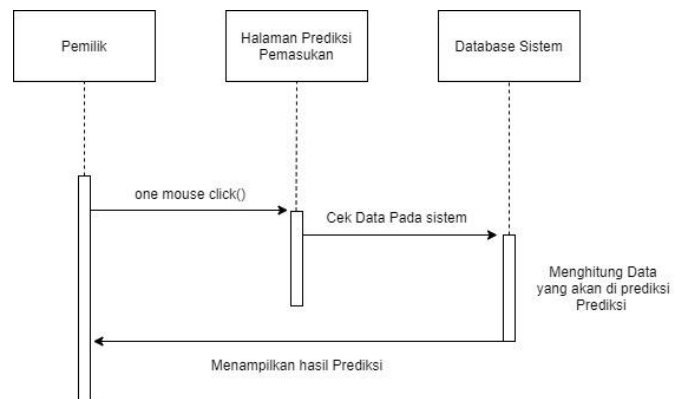 Pemilik
Halaman Prediksi
Pemasukan
Database Sistem
one mouse click()
Cek Data Pada sistem
Menghitung Data
yang akan di prediksi
Prediksi
Menampilkan hasil Prediksi